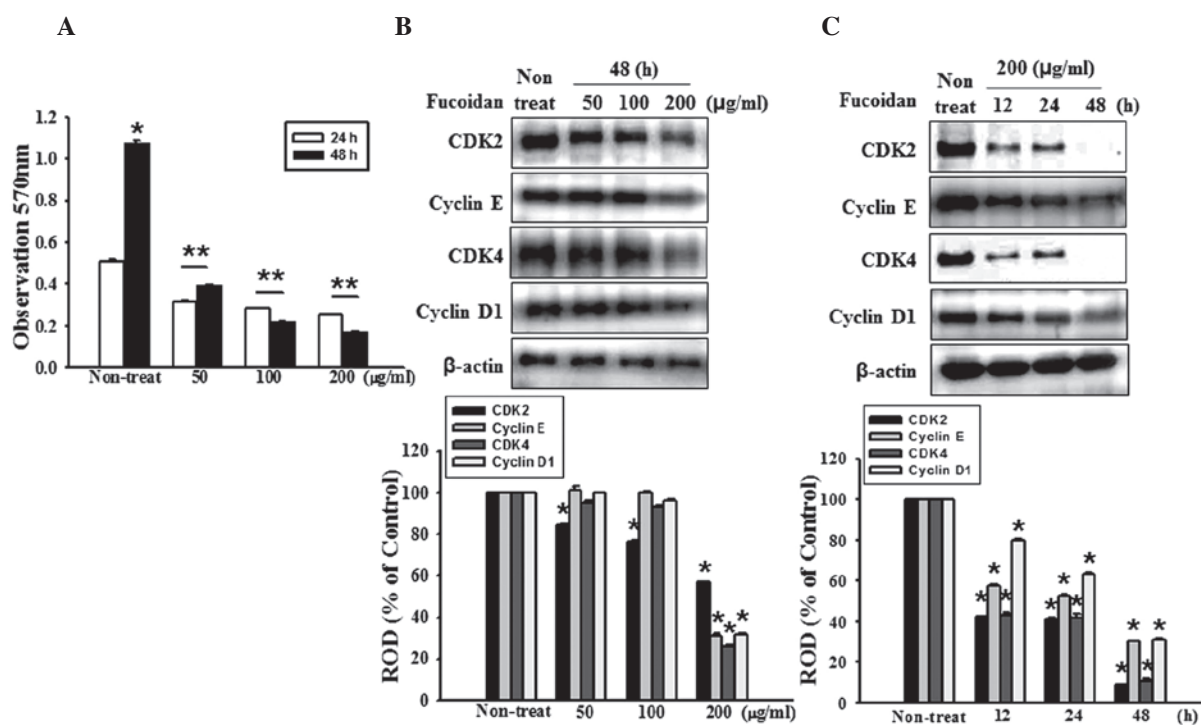 A
Observation 570nm
1.2
1.0
0.8
0.6
0.4
0.2
0.0
24 h
48 h
*
**
**
**
Non-treat 50 100 200 (μg/ml)
B
Non
treat
48 (h)
Fucoidan 50 100 200 (μg/ml)
CDK2
Cyclin E
CDK4
Cyclin D1
β-actin
CDK2
Cyclin E
CDK4
Cyclin D1
ROD (% of Control)
120
100
80
60
40
20
0
* * * * * *
Non-treat 50 100 200 (μg/ml)
C
Non
treat
200 (μg/ml)
Fucoidan 12 24 48 (h)
CDK2
Cyclin E
CDK4
Cyclin D1
β-actin
CDK2
Cyclin E
CDK4
Cyclin D1
ROD (% of Control)
120
100
80
60
40
20
0
* * * * * * * * * * * *
Non-treat 12 24 48 (h)